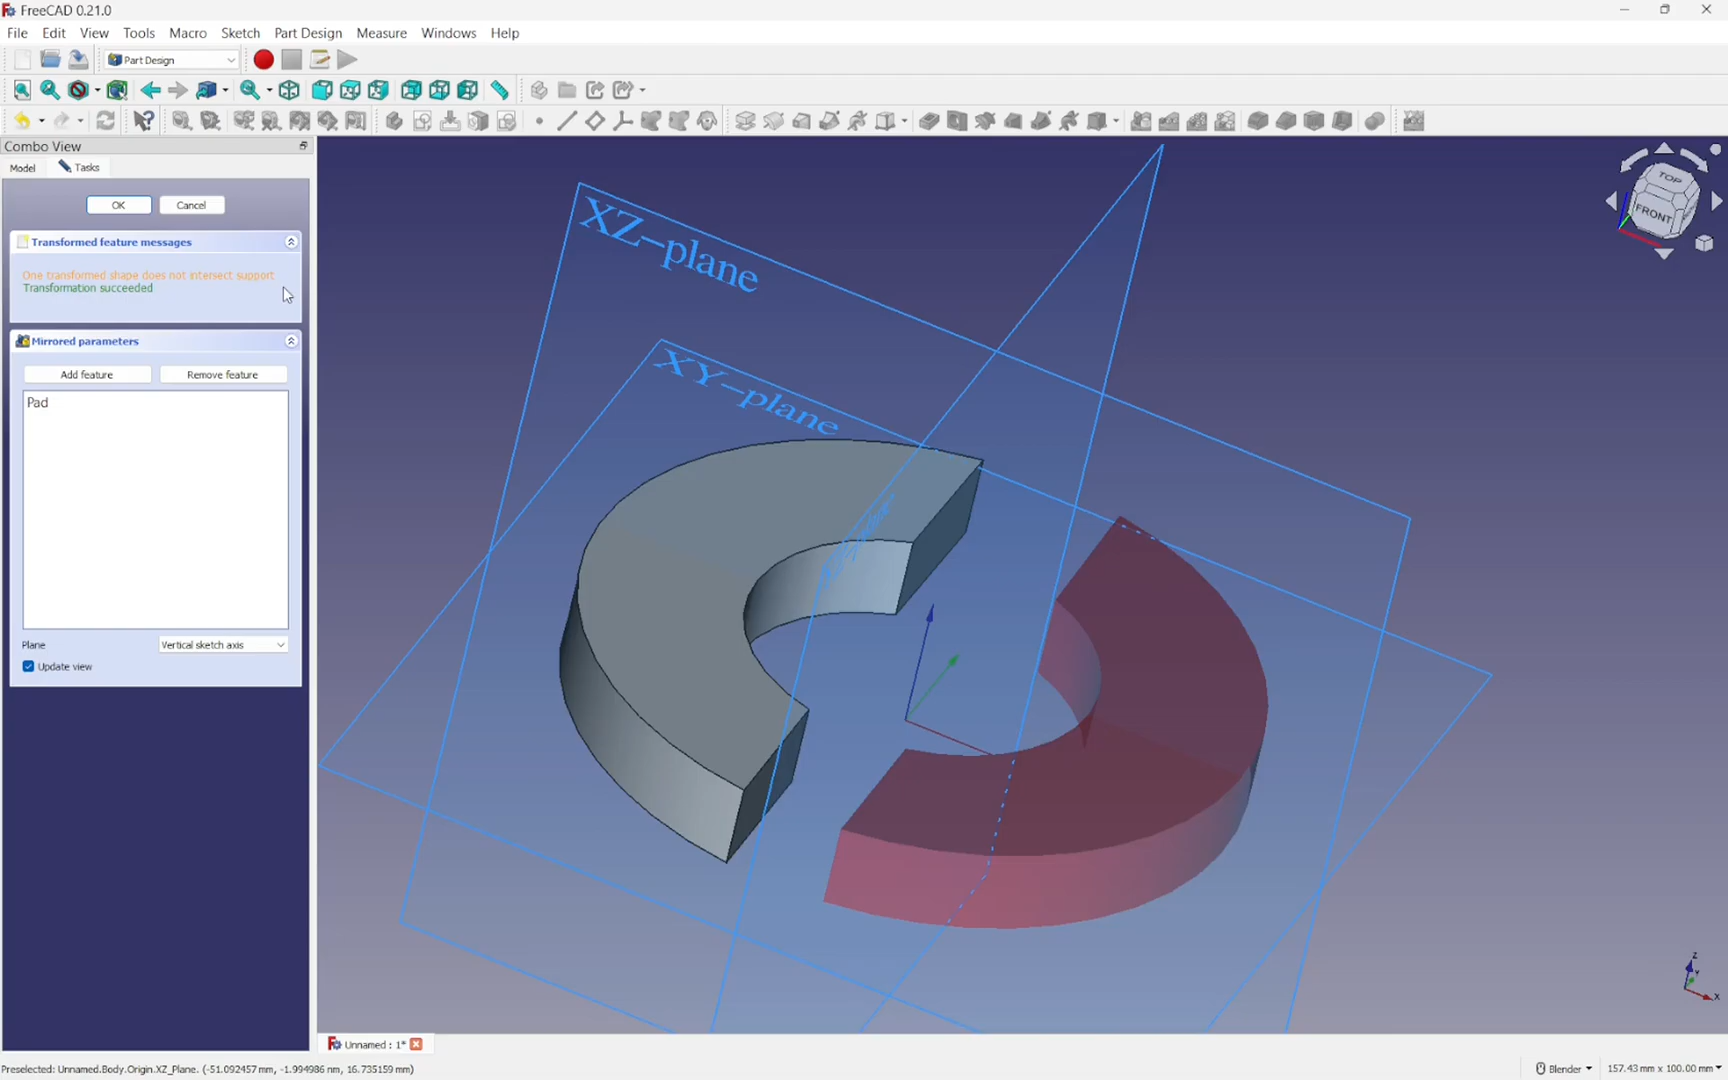 FreeCAD 0.21.0
File Edit View Tools Macro Sketch Part Design Measure Windows Help
Part Design
Combo View
Model Tasks
OK Cancel
Transformed feature messages
One transformed shape does not intersect support
Transformation succeeded
Mirrored parameters
Add feature Remove feature
Pad
Plane Vertical sketch axis
Update view
XZ-plane
XY-plane
TOP
FRONT
Z
Y
X
Unnamed : 1*
Preselected: Unnamed.Body.Origin.XZ_Plane. (-51.092457 mm, -1.994986 nm, 16.735159 mm)
Blender
157.43 mm x 100.00 mm